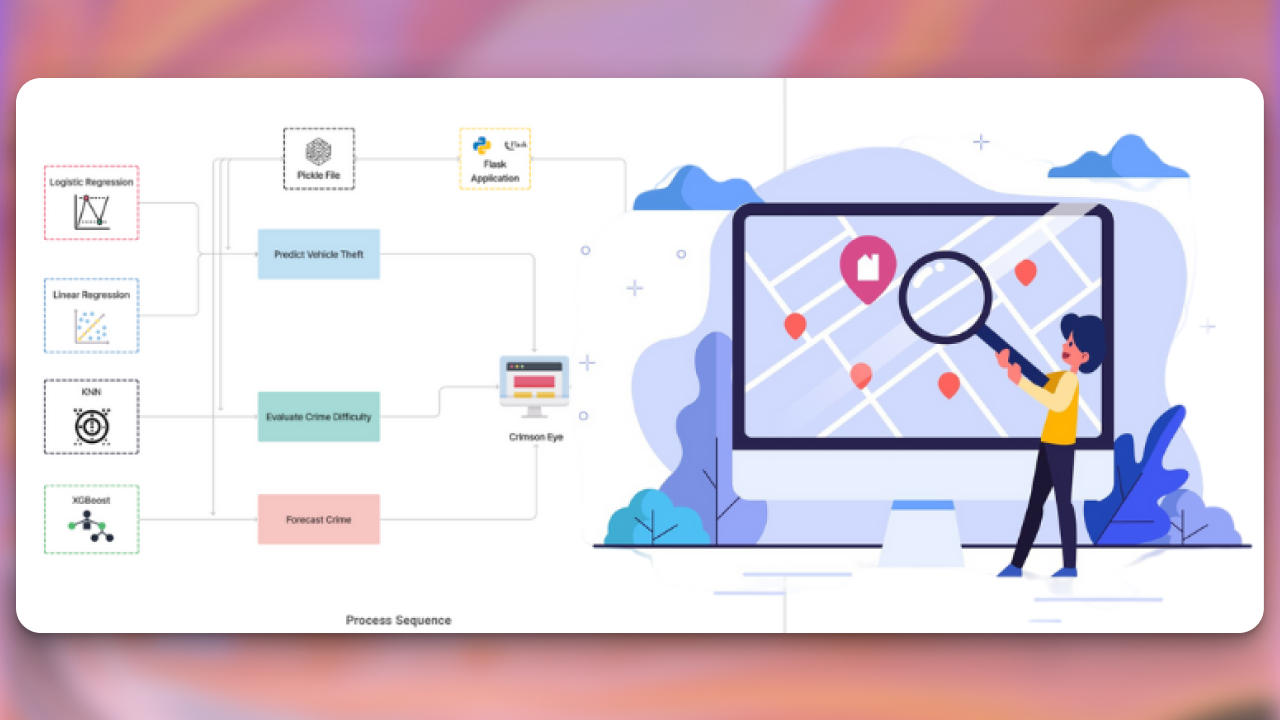 Logistic Regression
Linear Regression
KNN
XGBoost
Pickle File
Flask
Flask
Application
Predict Vehicle Theft
Evaluate Crime Difficulty
Forecast Crime
Crimson Eye
Process Sequence